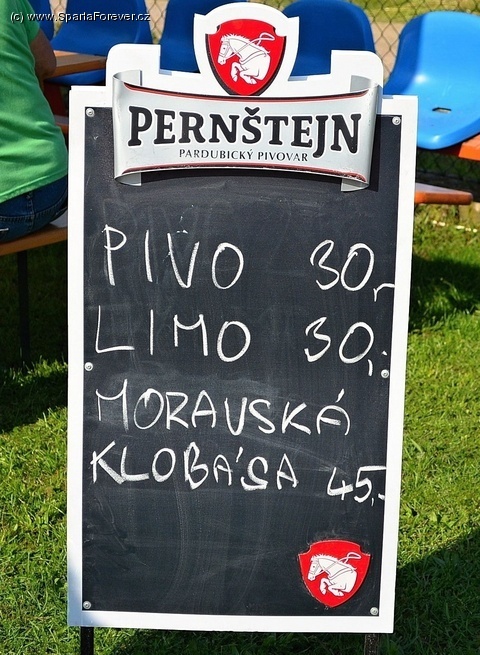 (c) www.SpartaForever.cz
PERNŠTEJN
PARDUBICKÝ PIVOVAR
PIVO 30,-
LIMO 30,-
MORAVSKÁ
KLOBÁSA 45,-